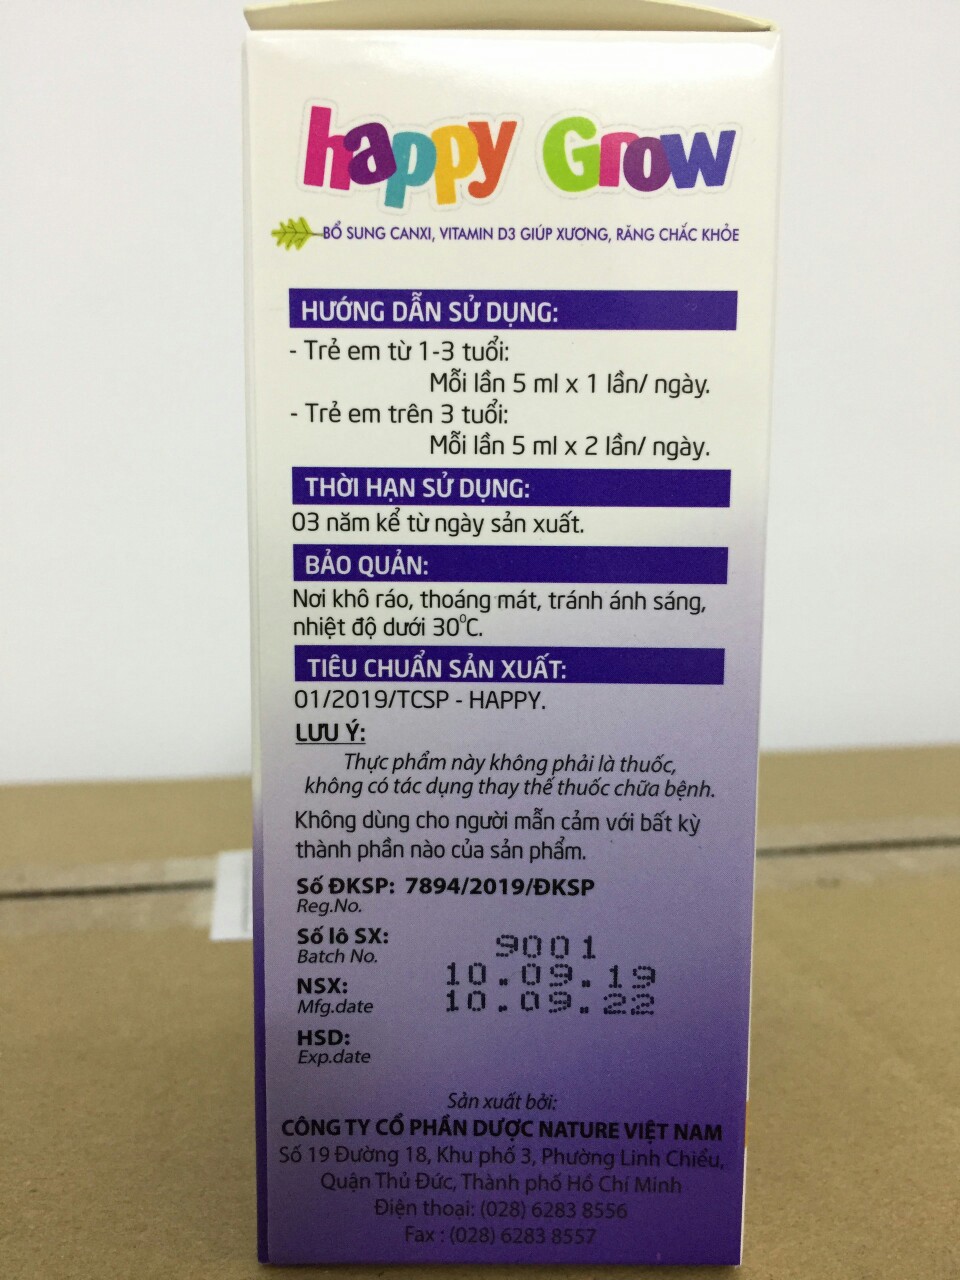 happy Grow
BỔ SUNG CANXI, VITAMIN D3 GIÚP XƯƠNG, RĂNG CHẮC KHỎE
HƯỚNG DẪN SỬ DỤNG:
- Trẻ em từ 1-3 tuổi:
Mỗi lần 5 ml x 1 lần/ ngày.
- Trẻ em trên 3 tuổi:
Mỗi lần 5 ml x 2 lần/ ngày.
THỜI HẠN SỬ DỤNG:
03 năm kể từ ngày sản xuất.
BẢO QUẢN:
Nơi khô ráo, thoáng mát, tránh ánh sáng,
nhiệt độ dưới 30⁰C.
TIÊU CHUẨN SẢN XUẤT:
01/2019/TCSP - HAPPY.
LƯU Ý:
Thực phẩm này không phải là thuốc,
không có tác dụng thay thế thuốc chữa bệnh.
Không dùng cho người mẫn cảm với bất kỳ
thành phần nào của sản phẩm.
Số ĐKSP: 7894/2019/ĐKSP
Reg.No.
Số lô SX: 9001
Batch No.
NSX: 10.09.19
Mfg.date 10.09.22
HSD:
Exp.date
Sản xuất bởi:
CÔNG TY CỔ PHẦN DƯỢC NATURE VIỆT NAM
Số 19 Đường 18, Khu phố 3, Phường Linh Chiểu,
Quận Thủ Đức, Thành phố Hồ Chí Minh
Điện thoại: (028) 6283 8556
Fax : (028) 6283 8557